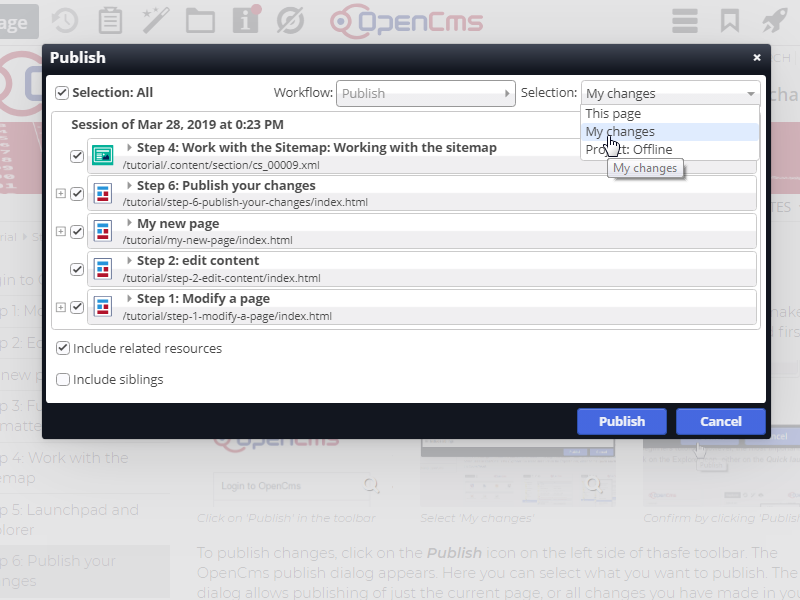 age
OpenCms
Publish
Selection: All
Workflow: Publish
Selection: My changes
This page
My changes
Project: Offline
My changes
Session of Mar 28, 2019 at 0:23 PM
Step 4: Work with the Sitemap: Working with the sitemap
/tutorial/.content/section/cs_00009.xml
Step 6: Publish your changes
/tutorial/step-6-publish-your-changes/index.html
My new page
/tutorial/my-new-page/index.html
Step 2: edit content
/tutorial/step-2-edit-content/index.html
Step 1: Modify a page
/tutorial/step-1-modify-a-page/index.html
Include related resources
Include siblings
Publish
Cancel
p 4: Work with the
emap
p 5: Launchpad and
plorer
p 6: Publish your
nges
OpenCms
Login to OpenCms
Click on 'Publish' in the toolbar
Select 'My changes'
Confirm by clicking 'Publish
To publish changes, click on the Publish icon on the left side of thasfe toolbar. The
OpenCms publish dialog appears. Here you can select what you want to publish. The
dialog allows publishing of just the current page, or all changes you have made in you